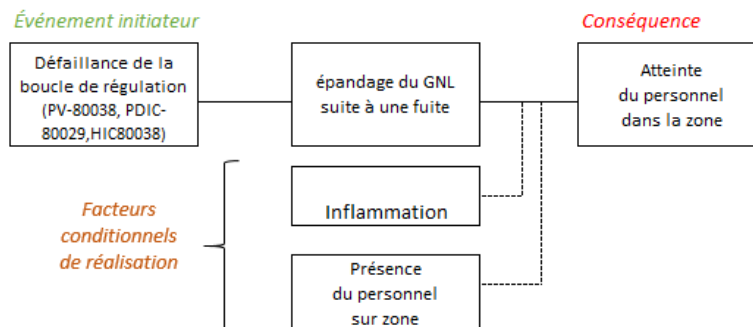 Événement initiateur
Conséquence
Défaillance de la
boucle de régulation
(PV-80038, PDIC-
80029,HIC80038)
épandage du GNL
suite à une fuite
Atteinte
du personnel
dans la zone
Facteurs
conditionnels
de réalisation
Inflammation
Présence
du personnel
sur zone